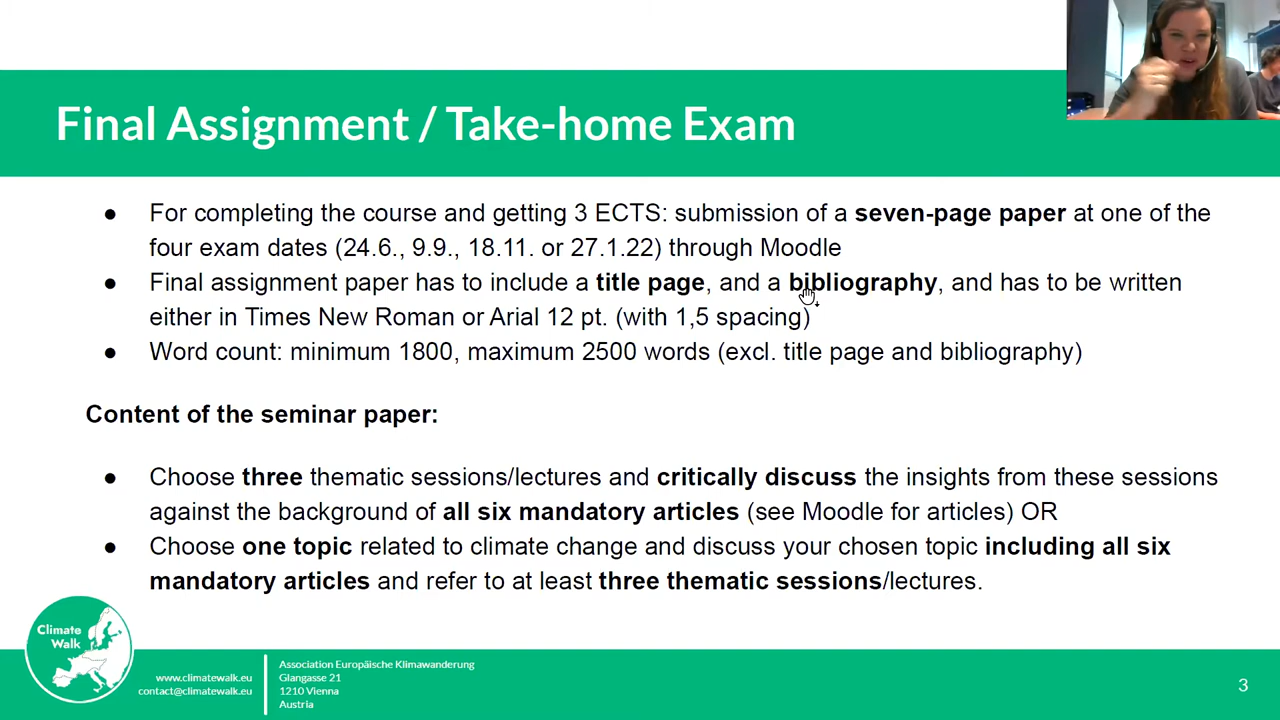 Final Assignment / Take-home Exam
● For completing the course and getting 3 ECTS: submission of a seven-page paper at one of the
four exam dates (24.6., 9.9., 18.11. or 27.1.22) through Moodle
● Final assignment paper has to include a title page, and a bibliography, and has to be written
either in Times New Roman or Arial 12 pt. (with 1,5 spacing)
● Word count: minimum 1800, maximum 2500 words (excl. title page and bibliography)
Content of the seminar paper:
● Choose three thematic sessions/lectures and critically discuss the insights from these sessions
against the background of all six mandatory articles (see Moodle for articles) OR
● Choose one topic related to climate change and discuss your chosen topic including all six
mandatory articles and refer to at least three thematic sessions/lectures.
Climate
Walk
www.climatewalk.eu
contact@climatewalk.eu
Association Europäische Klimawanderung
Glangasse 21
1210 Vienna
Austria
3